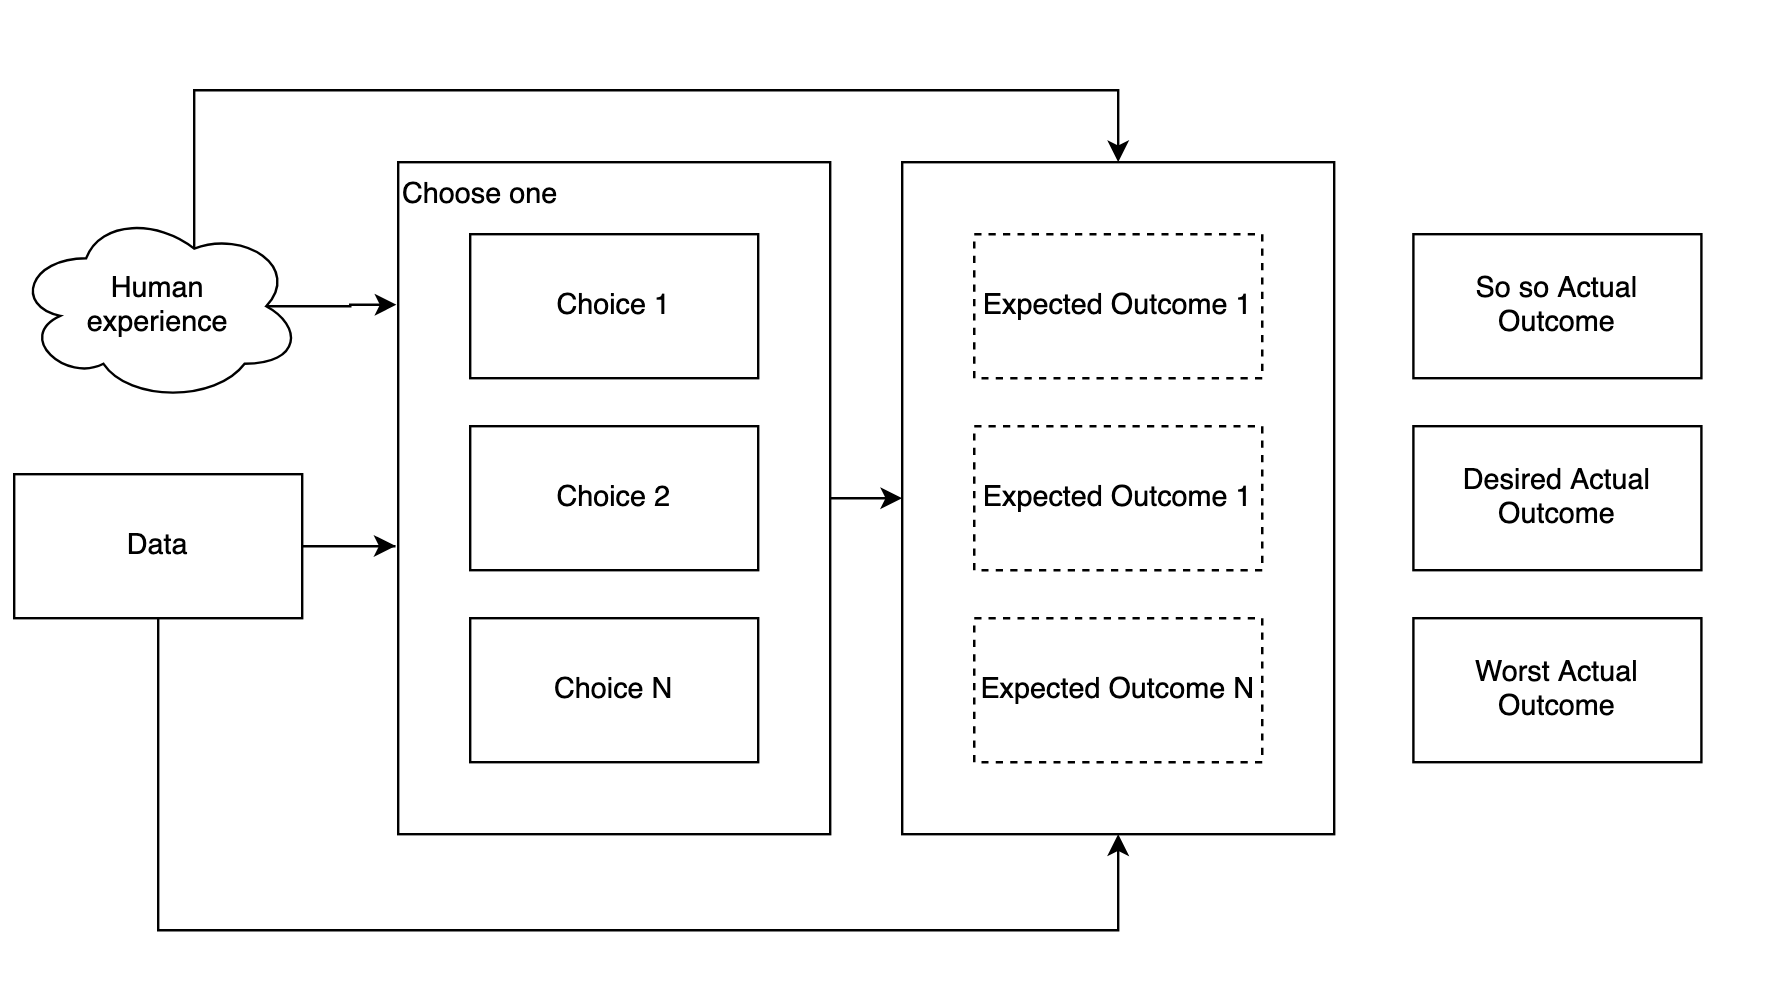 Choose one
Human
experience
Data
Choice 1
Choice 2
Choice N
Expected Outcome 1
Expected Outcome 1
Expected Outcome N
So so Actual
Outcome
Desired Actual
Outcome
Worst Actual
Outcome